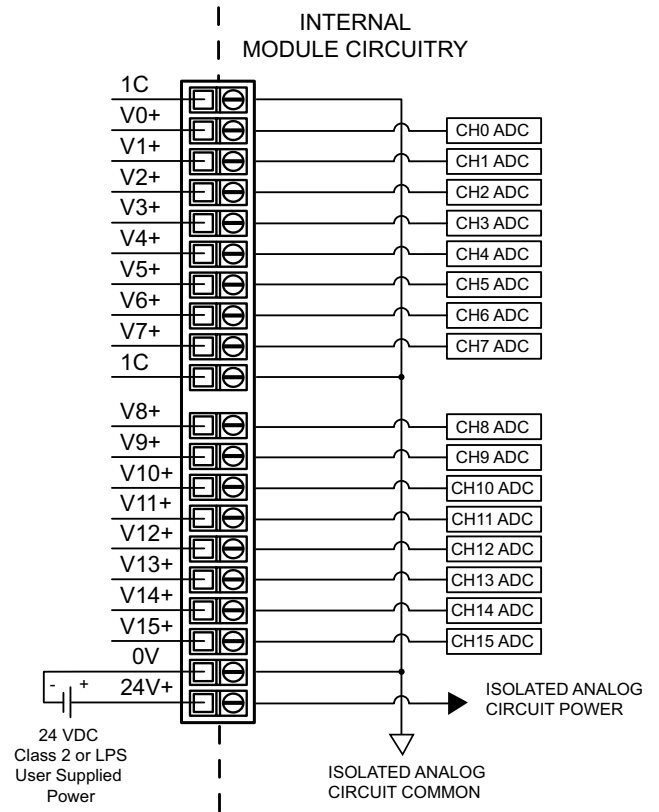 INTERNAL
MODULE CIRCUITRY
1C
V0+
CH0 ADC
V1+
CH1 ADC
V2+
CH2 ADC
V3+
CH3 ADC
V4+
CH4 ADC
V5+
CH5 ADC
V6+
CH6 ADC
V7+
CH7 ADC
1C
V8+
CH8 ADC
V9+
CH9 ADC
V10+
CH10 ADC
V11+
CH11 ADC
V12+
CH12 ADC
V13+
CH13 ADC
V14+
CH14 ADC
V15+
CH15 ADC
0V
- +
24V+
ISOLATED ANALOG
CIRCUIT POWER
24 VDC
Class 2 or LPS
User Supplied
Power
ISOLATED ANALOG
CIRCUIT COMMON